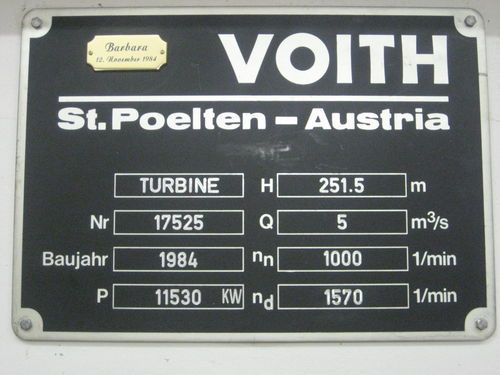 Barbara
12. November 1984
VOITH
St. Poelten – Austria
TURBINE H 251.5 m
Nr 17525 Q 5 m³/s
Baujahr 1984 nn 1000 1/min
P 11530 KW nd 1570 1/min